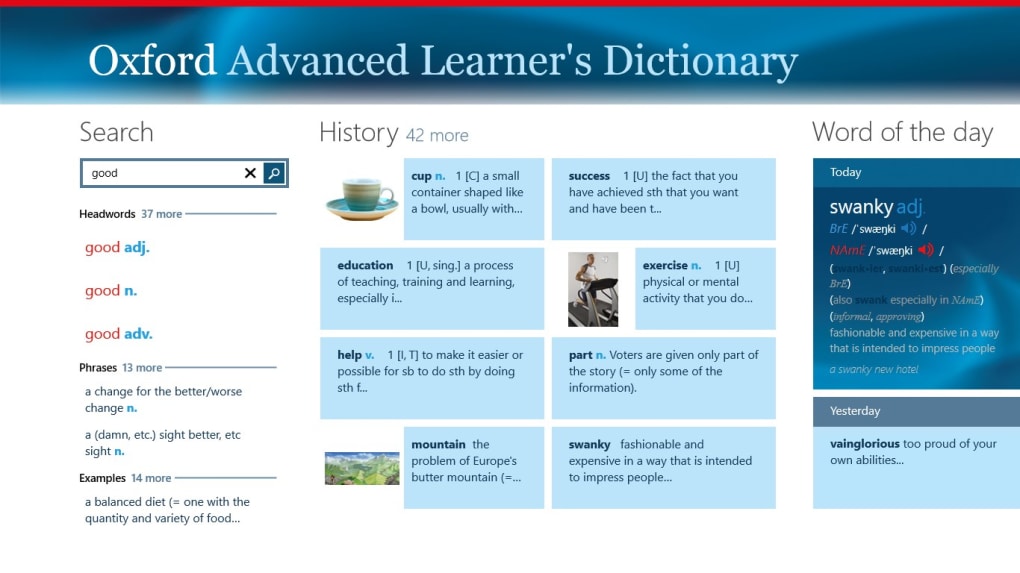 Oxford Advanced Learner's Dictionary
Search
good
Headwords 37 more
good adj.
good n.
good adv.
Phrases 13 more
a change for the better/worse
change n.
a (damn, etc.) sight better, etc
sight n.
Examples 14 more
a balanced diet (= one with the
quantity and variety of food...
History 42 more
cup n. 1 [C] a small
container shaped like
a bowl, usually with...
success 1 [U] the fact that you
have achieved sth that you want
and have been t...
education 1 [U, sing.] a process
of teaching, training and learning,
especially i...
exercise n. 1 [U]
physical or mental
activity that you do...
help v. 1 [I, T] to make it easier or
possible for sb to do sth by doing
sth f...
part n. Voters are given only part of
the story (= only some of the
information).
mountain the
problem of Europe's
butter mountain (=...
swanky fashionable and
expensive in a way that is intended
to impress people...
Word of the day
Today
swanky adj.
BrE /ˈswæŋki /
NAmE /ˈswæŋki /
(swank·ier, swanki·est) (especially
BrE)
(also swank especially in NAmE)
(informal, approving)
fashionable and expensive in a way
that is intended to impress people
a swanky new hotel
Yesterday
vainglorious too proud of your
own abilities...